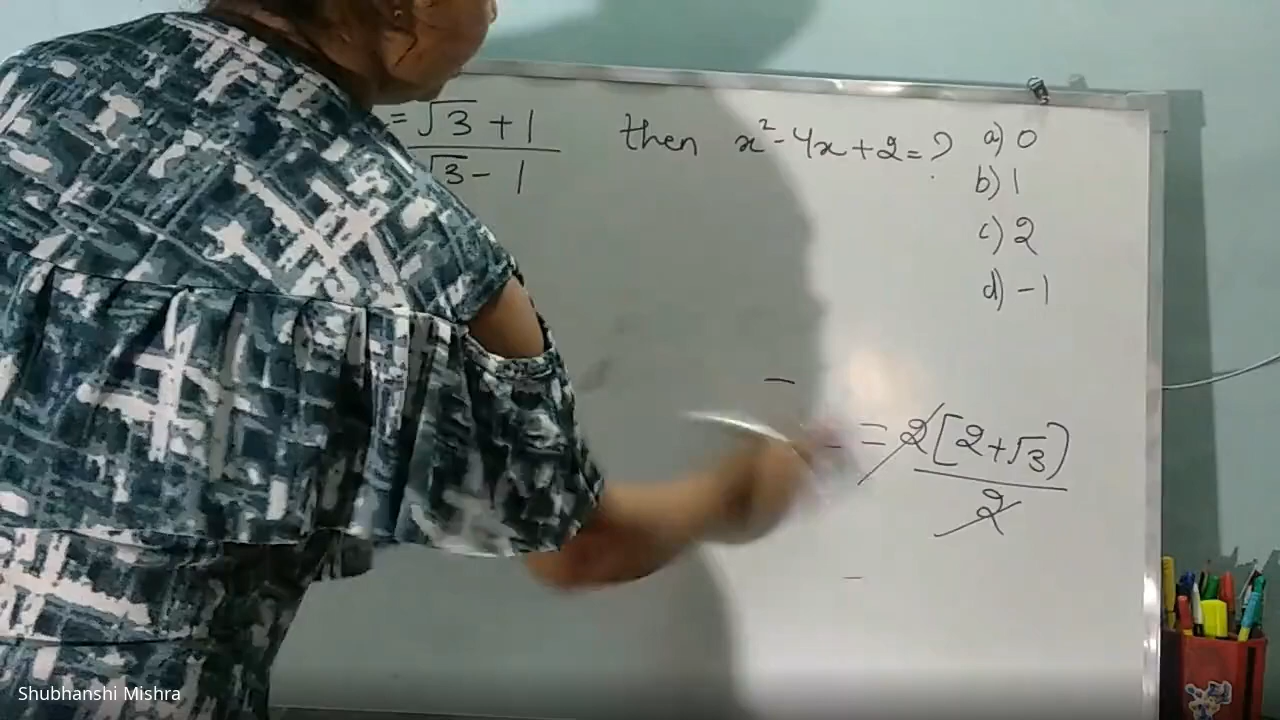 = √3 + 1 then x² - 4x + 2 = ? a) 0
√3 - 1
b) 1
c) 2
d) -1
= 2[2+√3)
2
Shubhanshi Mishra